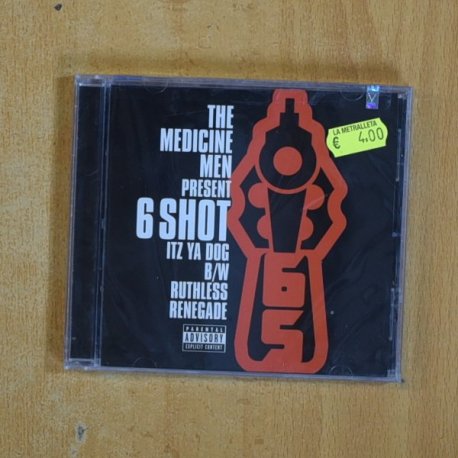 THE
MEDICINE
MEN
PRESENT
6 SHOT
ITZ YA DOG
B/W
RUTHLESS
RENEGADE
PARENTAL
ADVISORY
EXPLICIT CONTENT
LA METRALLETA
€ 4,00
6S